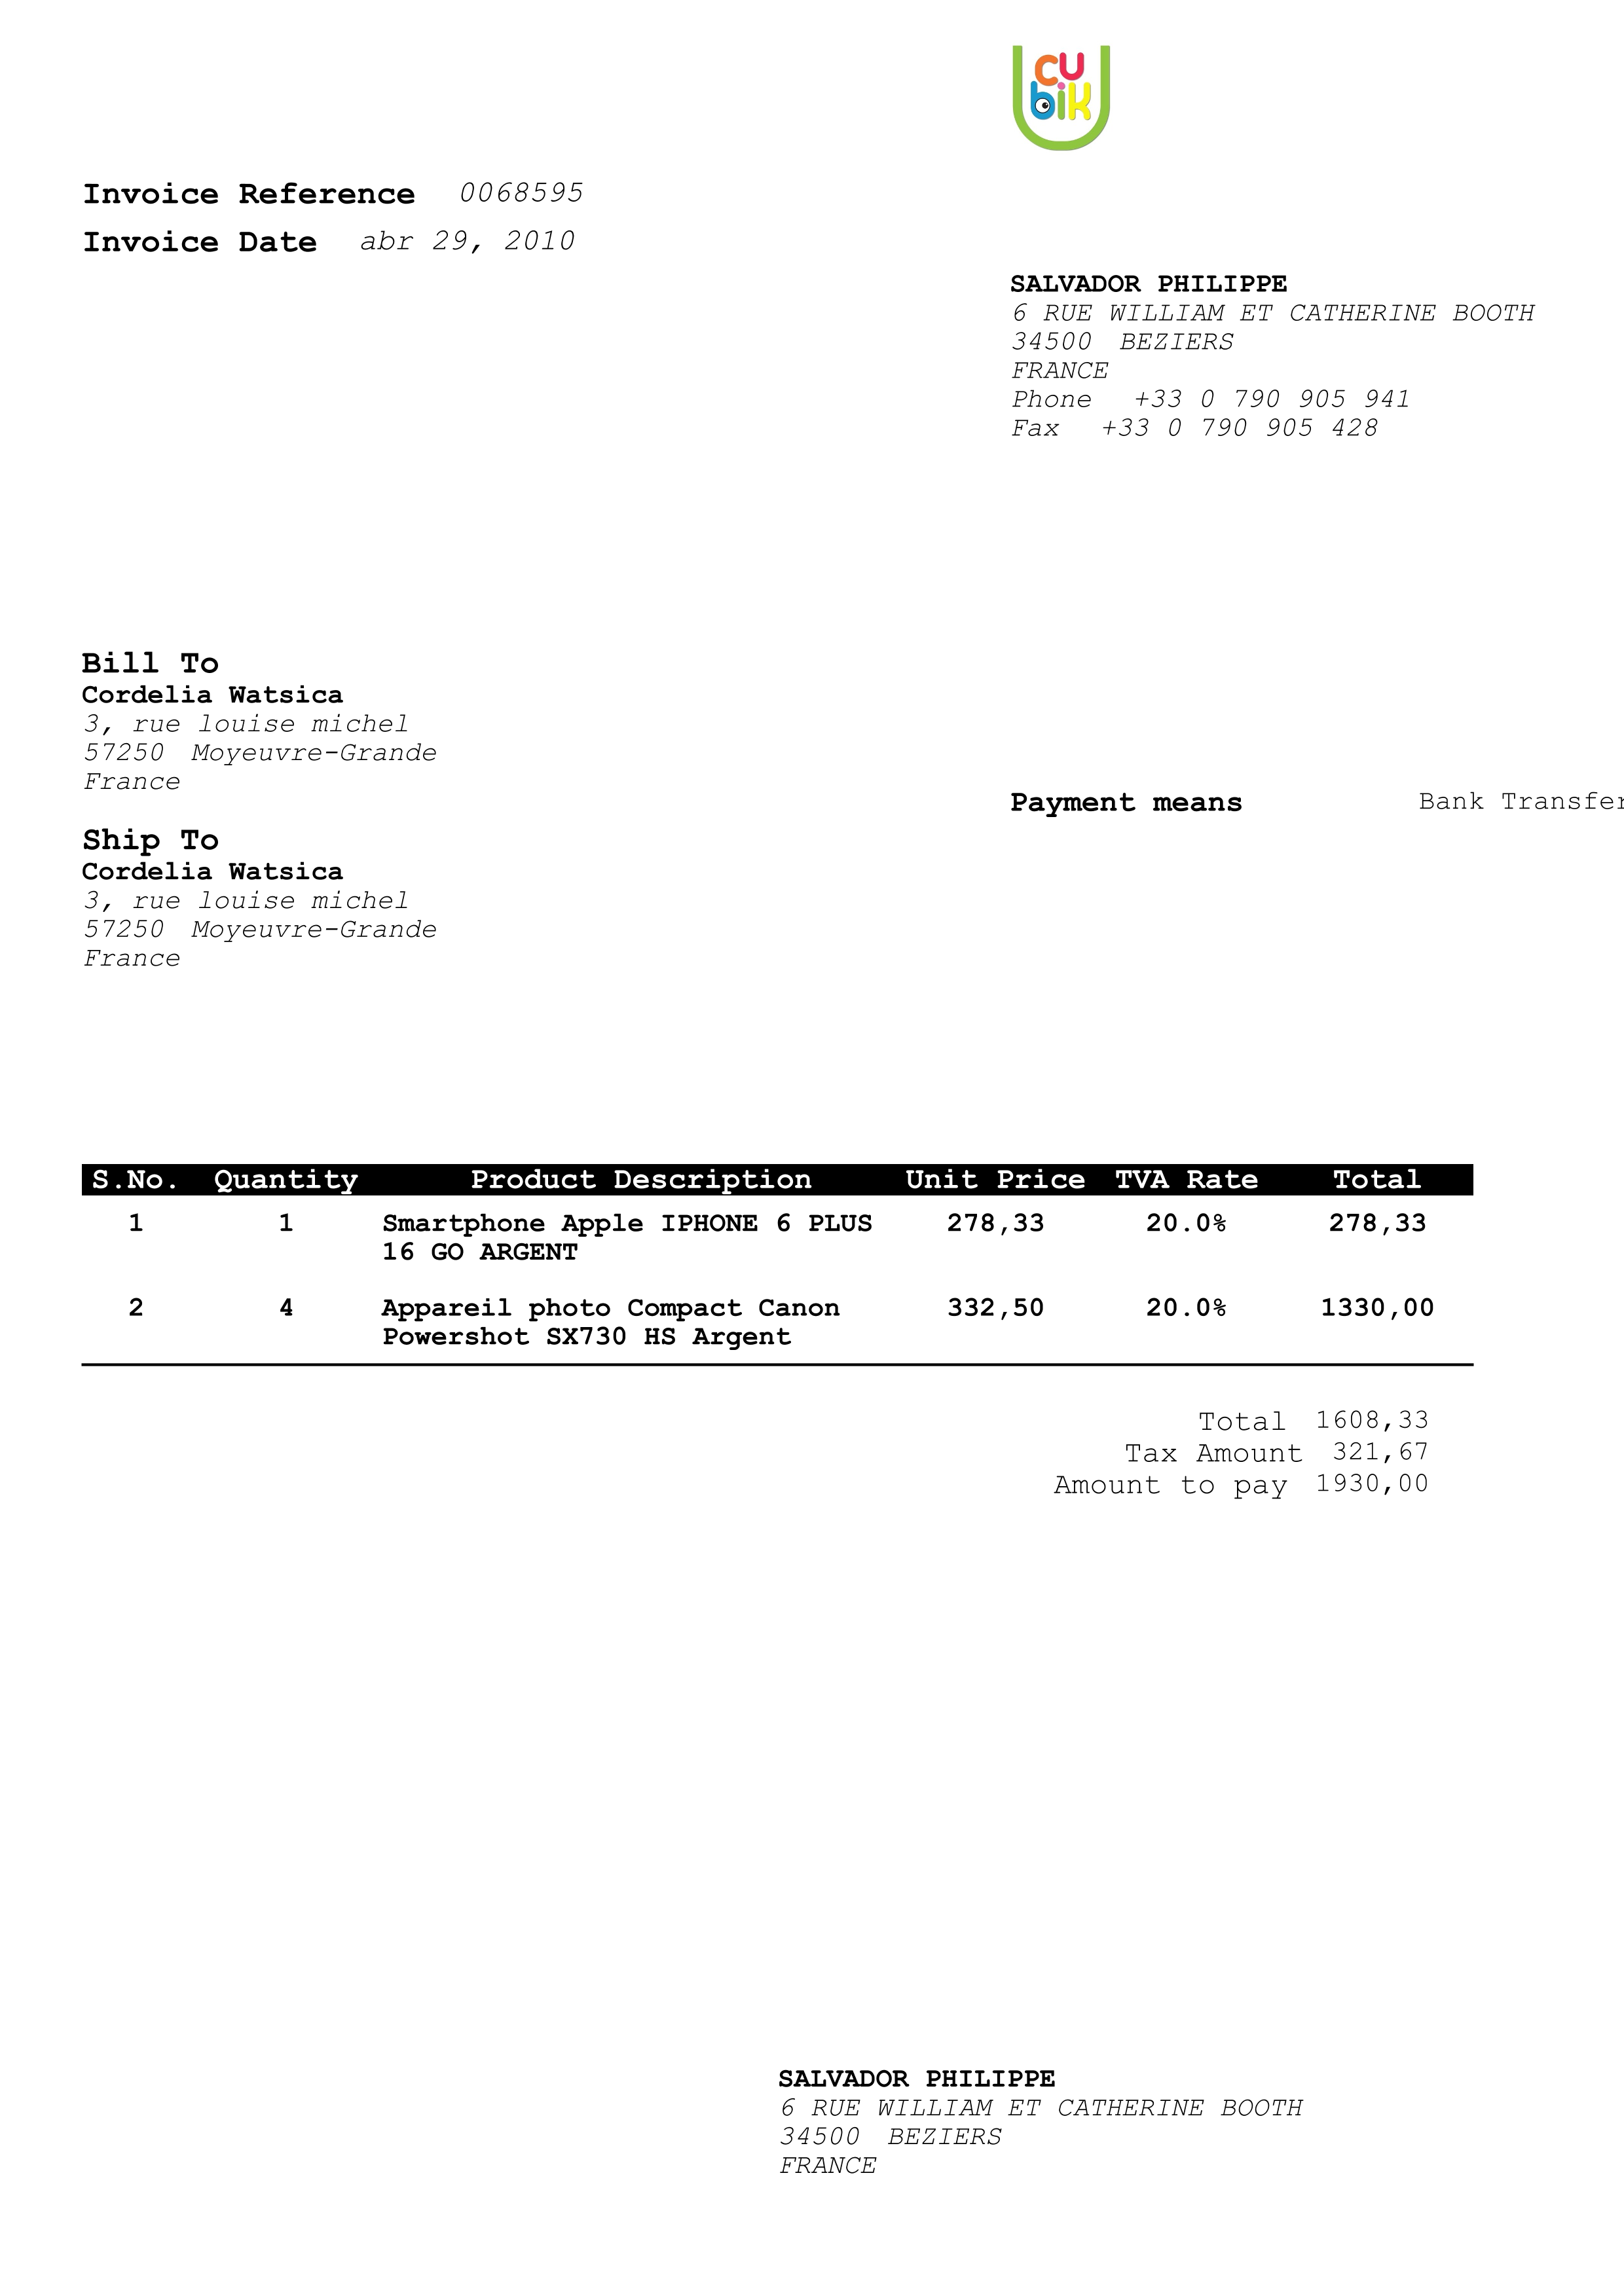 cu
bik
Invoice Reference 0068595
Invoice Date abr 29, 2010
SALVADOR PHILIPPE
6 RUE WILLIAM ET CATHERINE BOOTH
34500 BEZIERS
FRANCE
Phone +33 0 790 905 941
Fax +33 0 790 905 428
Bill To
Cordelia Watsica
3, rue louise michel
57250 Moyeuvre-Grande
France
Payment means Bank Transfer
Ship To
Cordelia Watsica
3, rue louise michel
57250 Moyeuvre-Grande
France
S.No. Quantity Product Description Unit Price TVA Rate Total
1 1 Smartphone Apple IPHONE 6 PLUS 278,33 20.0% 278,33
16 GO ARGENT
2 4 Appareil photo Compact Canon 332,50 20.0% 1330,00
Powershot SX730 HS Argent
Total 1608,33
Tax Amount 321,67
Amount to pay 1930,00
SALVADOR PHILIPPE
6 RUE WILLIAM ET CATHERINE BOOTH
34500 BEZIERS
FRANCE